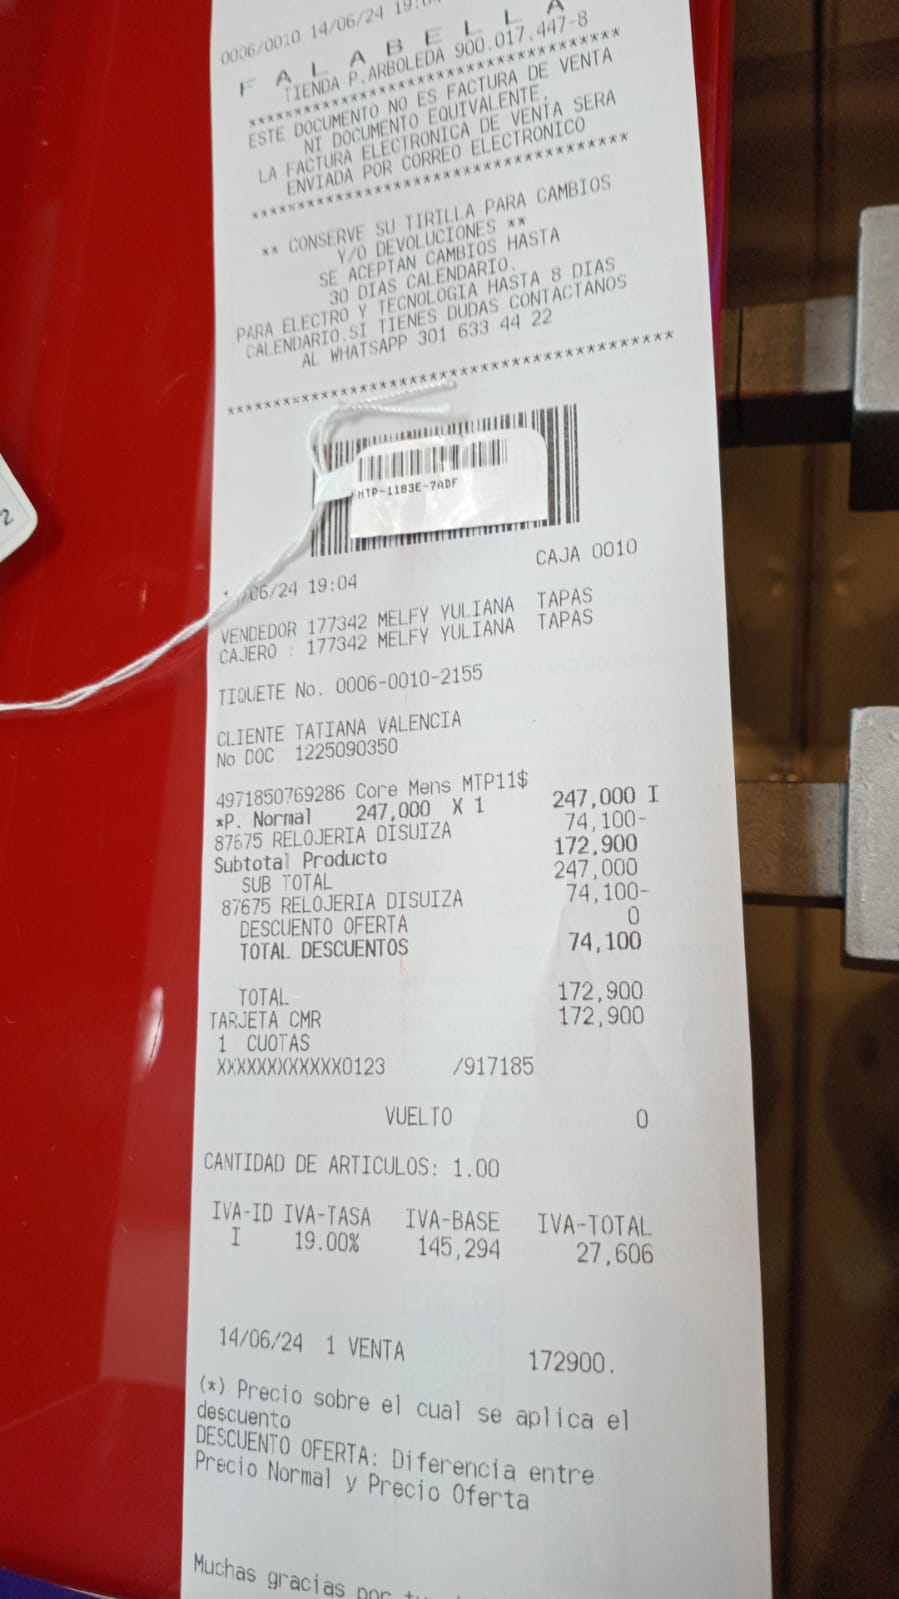 0006/0010 14/06/24 19:04
F A L A B E L L A
TIENDA P.ARBOLEDA 900.017.447-8
****************************************
ESTE DOCUMENTO NO ES FACTURA DE VENTA
NI DOCUMENTO EQUIVALENTE.
LA FACTURA ELECTRONICA DE VENTA SERA
ENVIADA POR CORREO ELECTRONICO
****************************************
** CONSERVE SU TIRILLA PARA CAMBIOS
Y/O DEVOLUCIONES **
SE ACEPTAN CAMBIOS HASTA
30 DIAS CALENDARIO.
PARA ELECTRO Y TECNOLOGIA HASTA 8 DIAS
CALENDARIO.SI TIENES DUDAS CONTACTANOS
AL WHATSAPP 301 633 44 22
****************************************
MTP-1183E-7ADF
CAJA 0010
/06/24 19:04
VENDEDOR 177342 MELFY YULIANA TAPAS
CAJERO : 177342 MELFY YULIANA TAPAS
TIQUETE No. 0006-0010-2155
CLIENTE TATIANA VALENCIA
No DOC 1225090350
4971850769286 Core Mens MTP11$
*P. Normal 247,000 X 1 247,000 I
87675 RELOJERIA DISUIZA 74,100-
Subtotal Producto 172,900
SUB TOTAL 247,000
87675 RELOJERIA DISUIZA 74,100-
DESCUENTO OFERTA 0
TOTAL DESCUENTOS 74,100
TOTAL 172,900
TARJETA CMR 172,900
1 CUOTAS
XXXXXXXXXXXX0123 /917185
VUELTO 0
CANTIDAD DE ARTICULOS: 1.00
IVA-ID IVA-TASA IVA-BASE IVA-TOTAL
I 19.00% 145,294 27,606
14/06/24 1 VENTA 172900.
(*) Precio sobre el cual se aplica el
descuento
DESCUENTO OFERTA: Diferencia entre
Precio Normal y Precio Oferta
Muchas gracias por
2